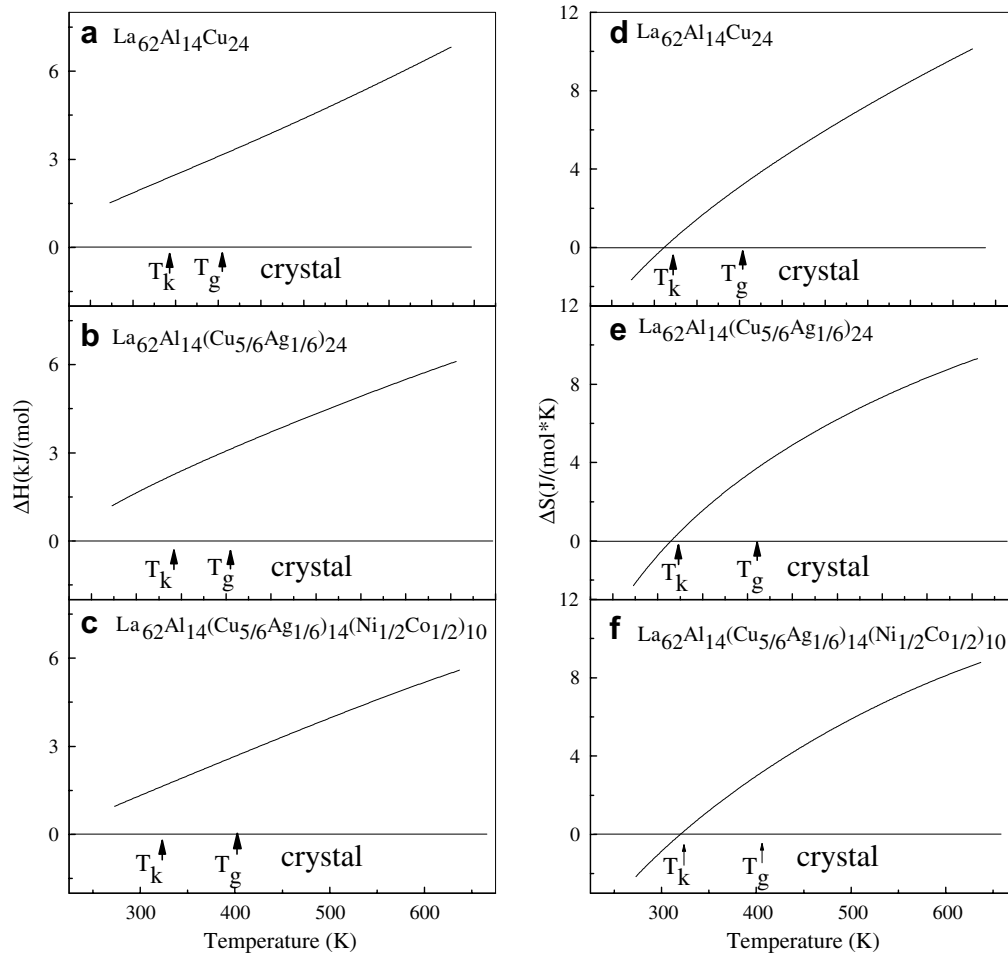 a La62Al14Cu24
6
3
0
Tk Tg crystal
b La62Al14(Cu5/6Ag1/6)24
6
3
0
Tk Tg crystal
c La62Al14(Cu5/6Ag1/6)14(Ni1/2Co1/2)10
6
3
0
Tk Tg crystal
300 400 500 600
Temperature (K)
ΔH(kJ/(mol)
12
d La62Al14Cu24
8
4
0
Tk Tg crystal
12
e La62Al14(Cu5/6Ag1/6)24
8
4
0
Tk Tg crystal
12
f La62Al14(Cu5/6Ag1/6)14(Ni1/2Co1/2)10
8
4
0
Tk Tg crystal
300 400 500 600
Temperature (K)
ΔS(J/(mol*K)